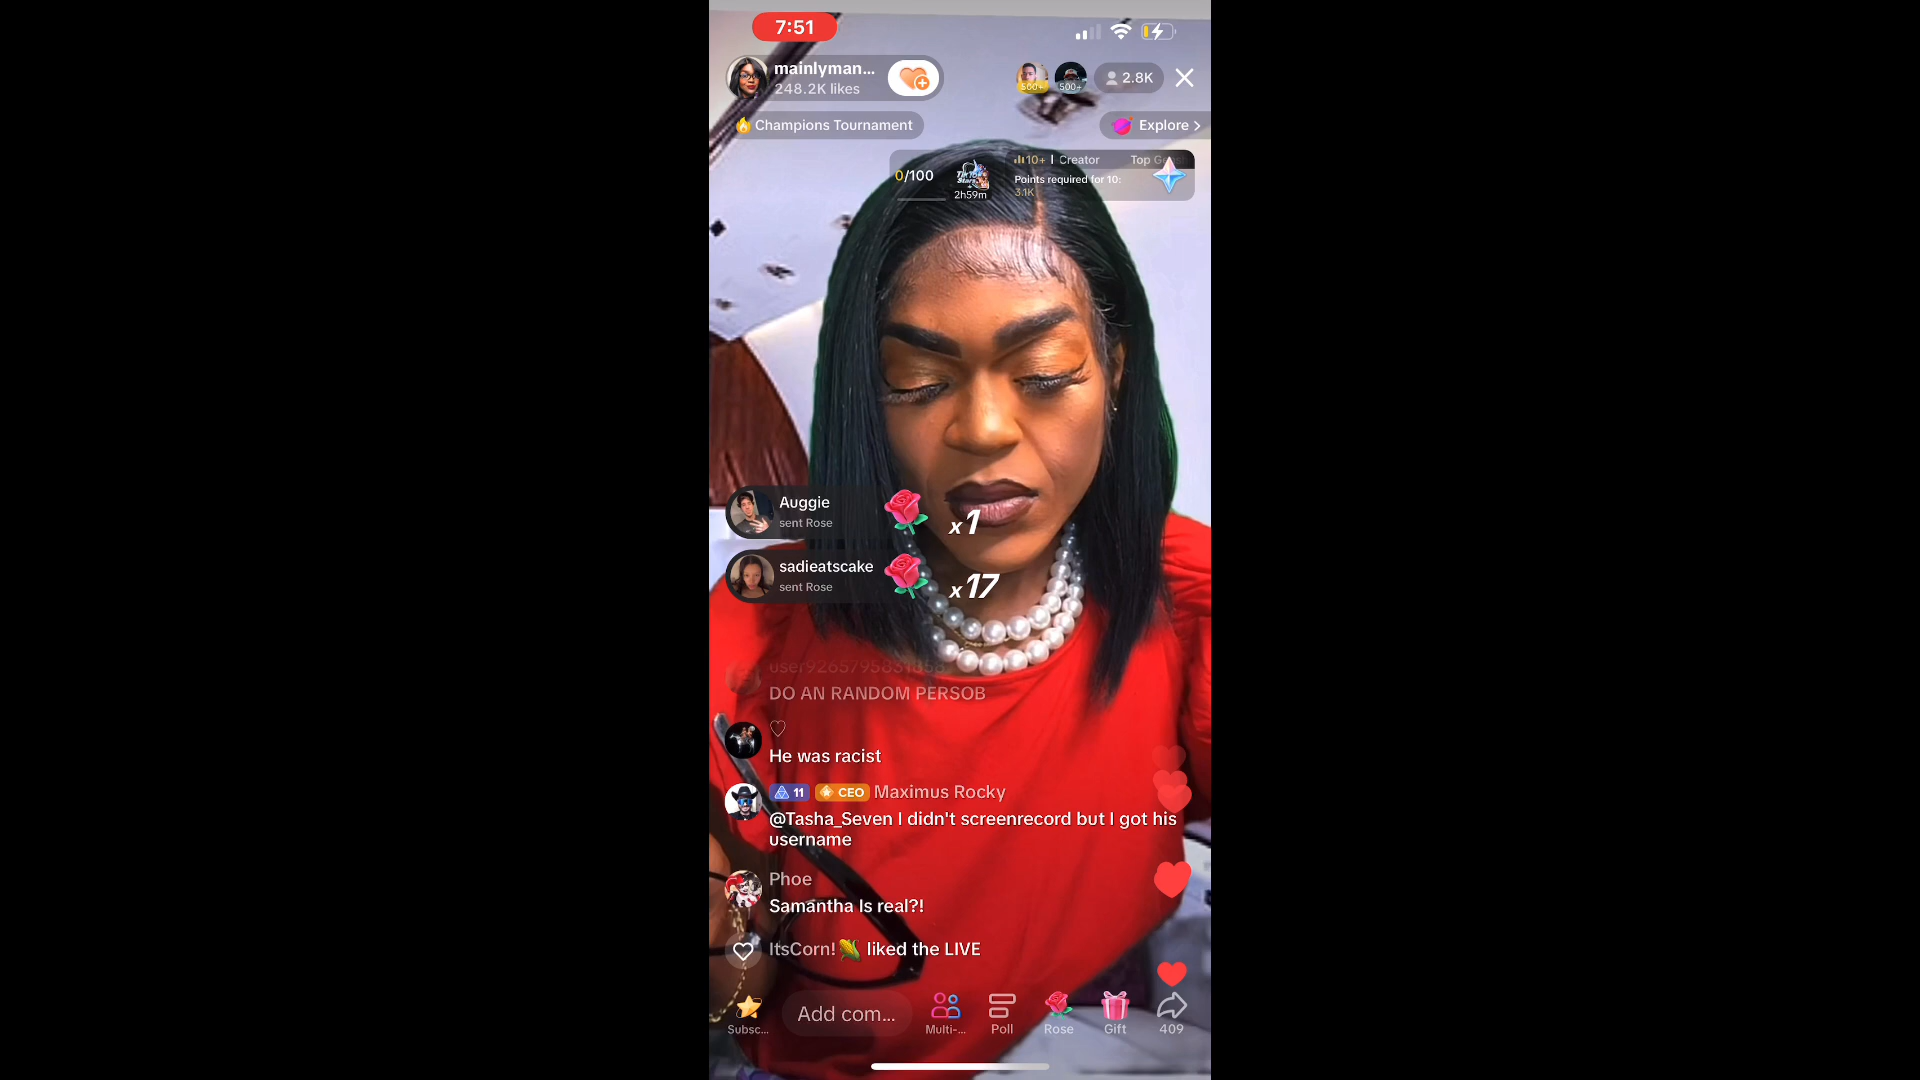 7:51
mainlyman...
248.2K likes
500+
500+
2.8K
Champions Tournament
Explore >
0/100
2h59m
10+ | Creator
Top Ge
Points required for 10:
3.1K
Auggie
sent Rose
x1
sadieatscake
sent Rose
x17
DO AN RANDOM PERSOB
♡
He was racist
11 CEO Maximus Rocky
@Tasha_Seven I didn't screenrecord but I got his
username
Phoe
Samantha Is real?!
ItsCorn!🌽 liked the LIVE
Subsc...
Add com...
Multi-...
Poll
Rose
Gift
409